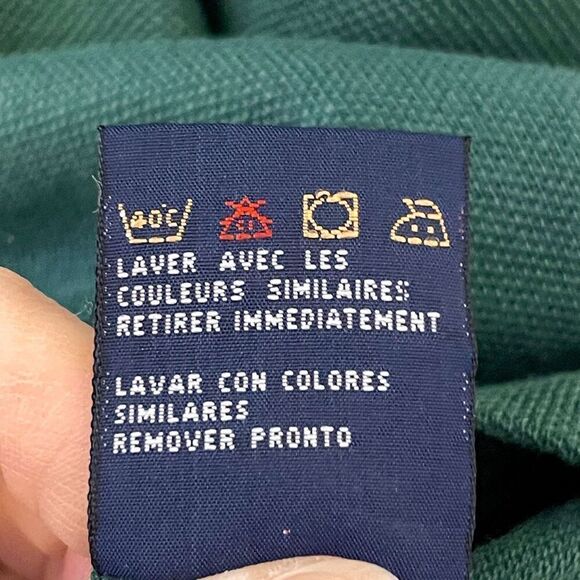 40°C
LAVER AVEC LES
COULEURS SIMILAIRES
RETIRER IMMEDIATEMENT
LAVAR CON COLORES
SIMILARES
REMOVER PRONTO